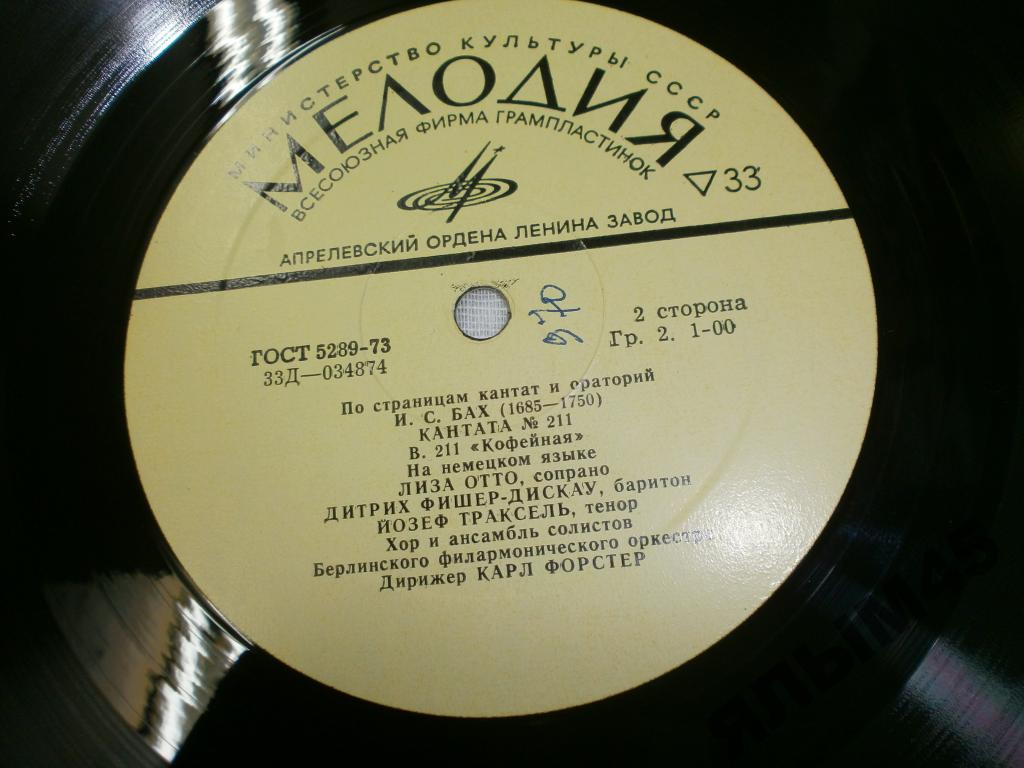 МИНИСТЕРСТВО КУЛЬТУРЫ СССР
МЕЛОДИЯ
ВСЕСОЮЗНАЯ ФИРМА ГРАМПЛАСТИНОК
33
АПРЕЛЕВСКИЙ ОРДЕНА ЛЕНИНА ЗАВОД
ГОСТ 5289-73
33Д—034874
2 сторона
Гр. 2. 1-00
По страницам кантат и ораторий
И. С. БАХ (1685—1750)
КАНТАТА № 211
В. 211 «Кофейная»
На немецком языке
ЛИЗА ОТТО, сопрано
ДИТРИХ ФИШЕР-ДИСКАУ, баритон
ЙОЗЕФ ТРАКСЕЛЬ, тенор
Хор и ансамбль солистов
Берлинского филармонического оркестра
Дирижер КАРЛ ФОРСТЕР
ЯЛЫМ45